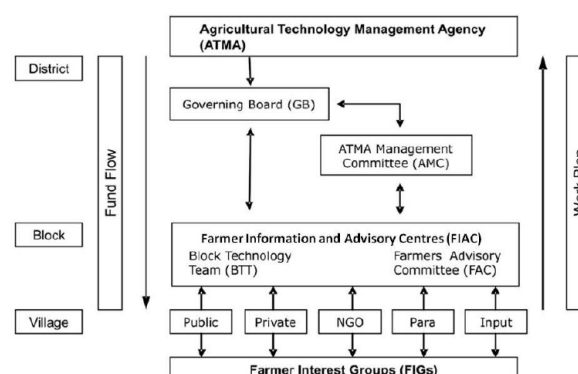 Agricultural Technology Management Agency
(ATMA)
District
Governing Board (GB)
ATMA Management
Committee (AMC)
Fund Flow
Work Plan
Block
Farmer Information and Advisory Centres (FIAC)
Block Technology
Team (BTT)
Farmers Advisory
Committee (FAC)
Village
Public
Private
NGO
Para
Input
Farmer Interest Groups (FIGs)